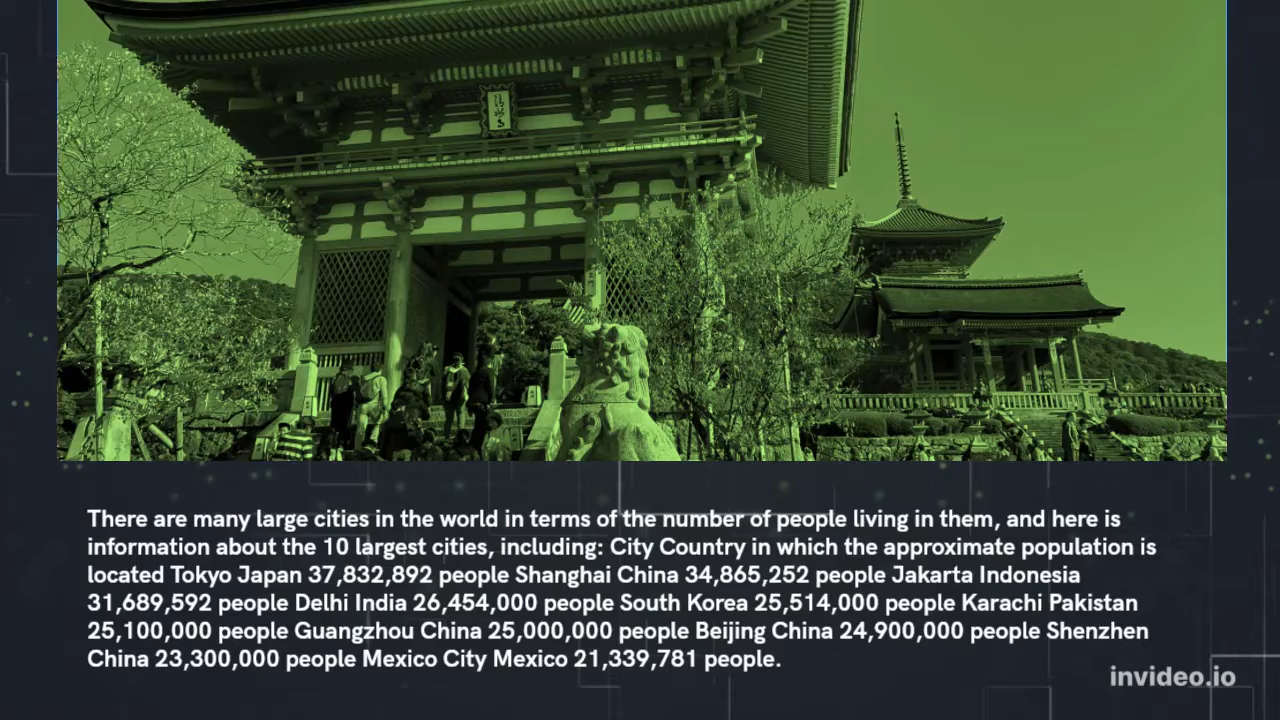 清水寺
There are many large cities in the world in terms of the number of people living in them, and here is
information about the 10 largest cities, including: City Country in which the approximate population is
located Tokyo Japan 37,832,892 people Shanghai China 34,865,252 people Jakarta Indonesia
31,689,592 people Delhi India 26,454,000 people South Korea 25,514,000 people Karachi Pakistan
25,100,000 people Guangzhou China 25,000,000 people Beijing China 24,900,000 people Shenzhen
China 23,300,000 people Mexico City Mexico 21,339,781 people.
invideo.io